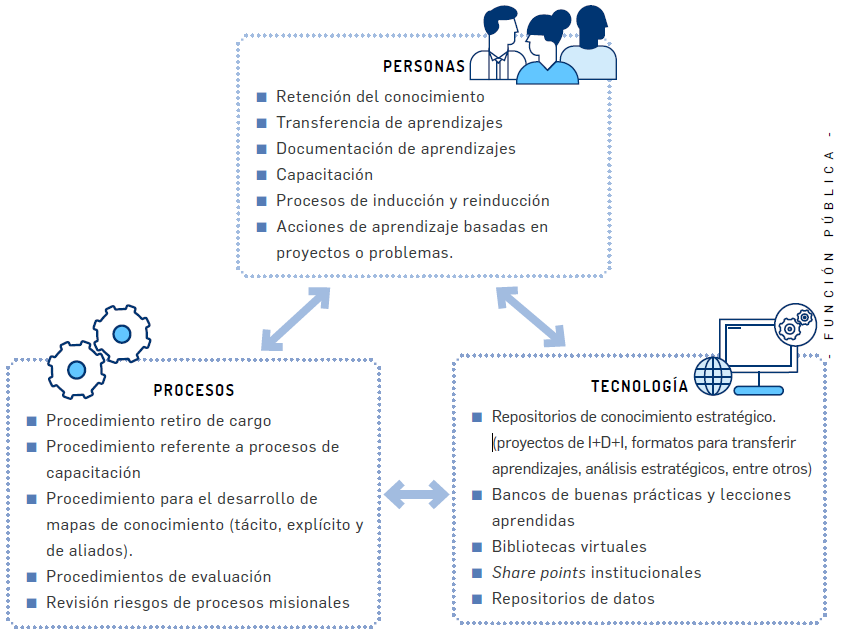 PERSONAS
Retención del conocimiento
Transferencia de aprendizajes
Documentación de aprendizajes
Capacitación
Procesos de inducción y reinducción
Acciones de aprendizaje basadas en
proyectos o problemas.
- FUNCIÓN PÚBLICA -
PROCESOS
Procedimiento retiro de cargo
Procedimiento referente a procesos de
capacitación
Procedimiento para el desarrollo de
mapas de conocimiento (tácito, explícito y
de aliados).
Procedimientos de evaluación
Revisión riesgos de procesos misionales
TECNOLOGÍA
Repositorios de conocimiento estratégico.
(proyectos de I+D+I, formatos para transferir
aprendizajes, análisis estratégicos, entre otros)
Bancos de buenas prácticas y lecciones
aprendidas
Bibliotecas virtuales
Share points institucionales
Repositorios de datos